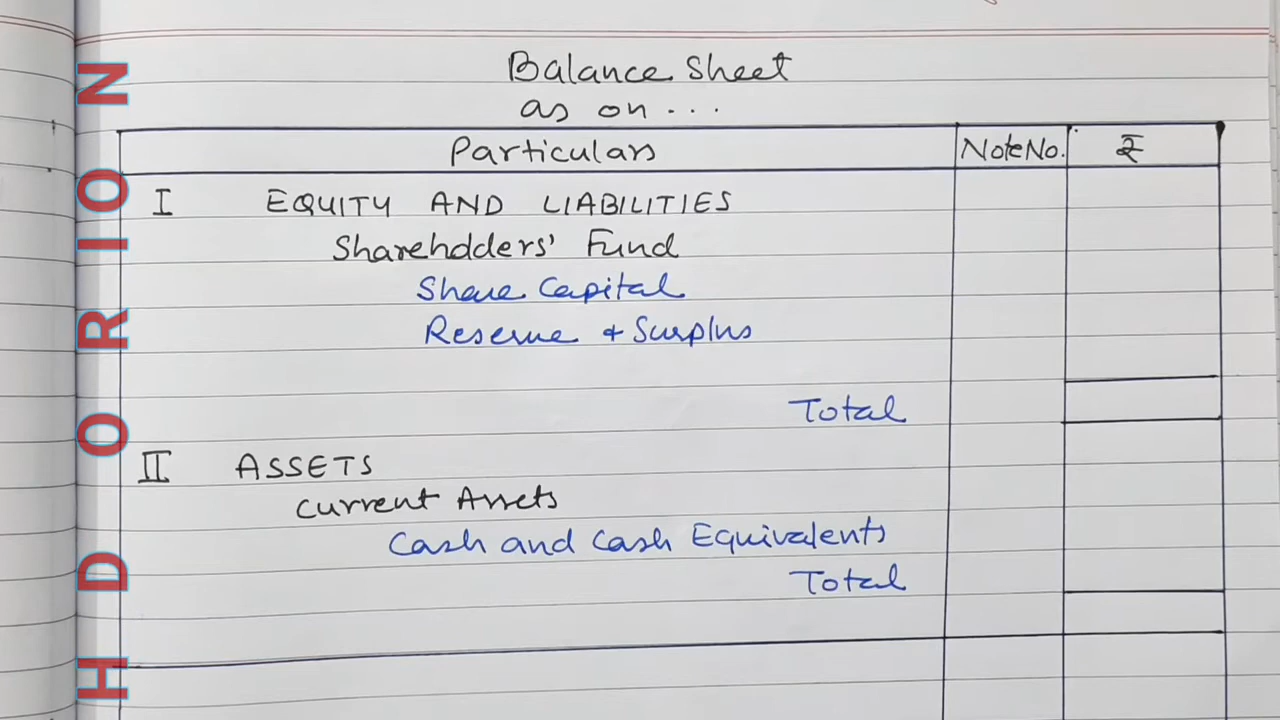 Balance Sheet
as on ...
Particulars Note No. ₹
I EQUITY AND LIABILITIES
Shareholders' Fund
Share Capital
Reserve & Surplus
Total
II ASSETS
Current Assets
Cash and Cash Equivalents
Total
HD ORION